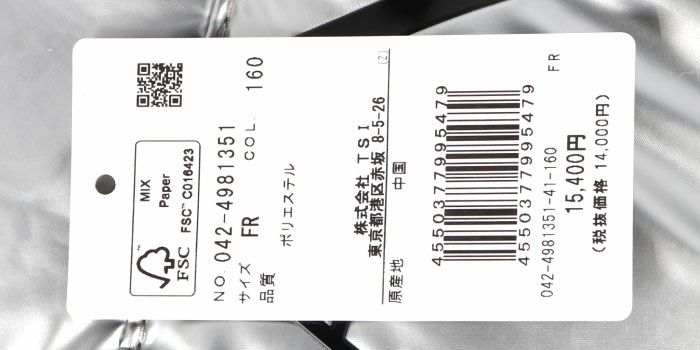 FSC
MIX
Paper
FSC™ C016423
NO. 042-4981351
COL. 160
サイズ FR
品質
ポリエステル
株式会社 TSI
東京都港区赤坂 8-5-26
(Z)
原産地 中国
4550377995479
4550377995479
042-4981351-41-160
FR
15,400円
(税抜価格 14,000円)